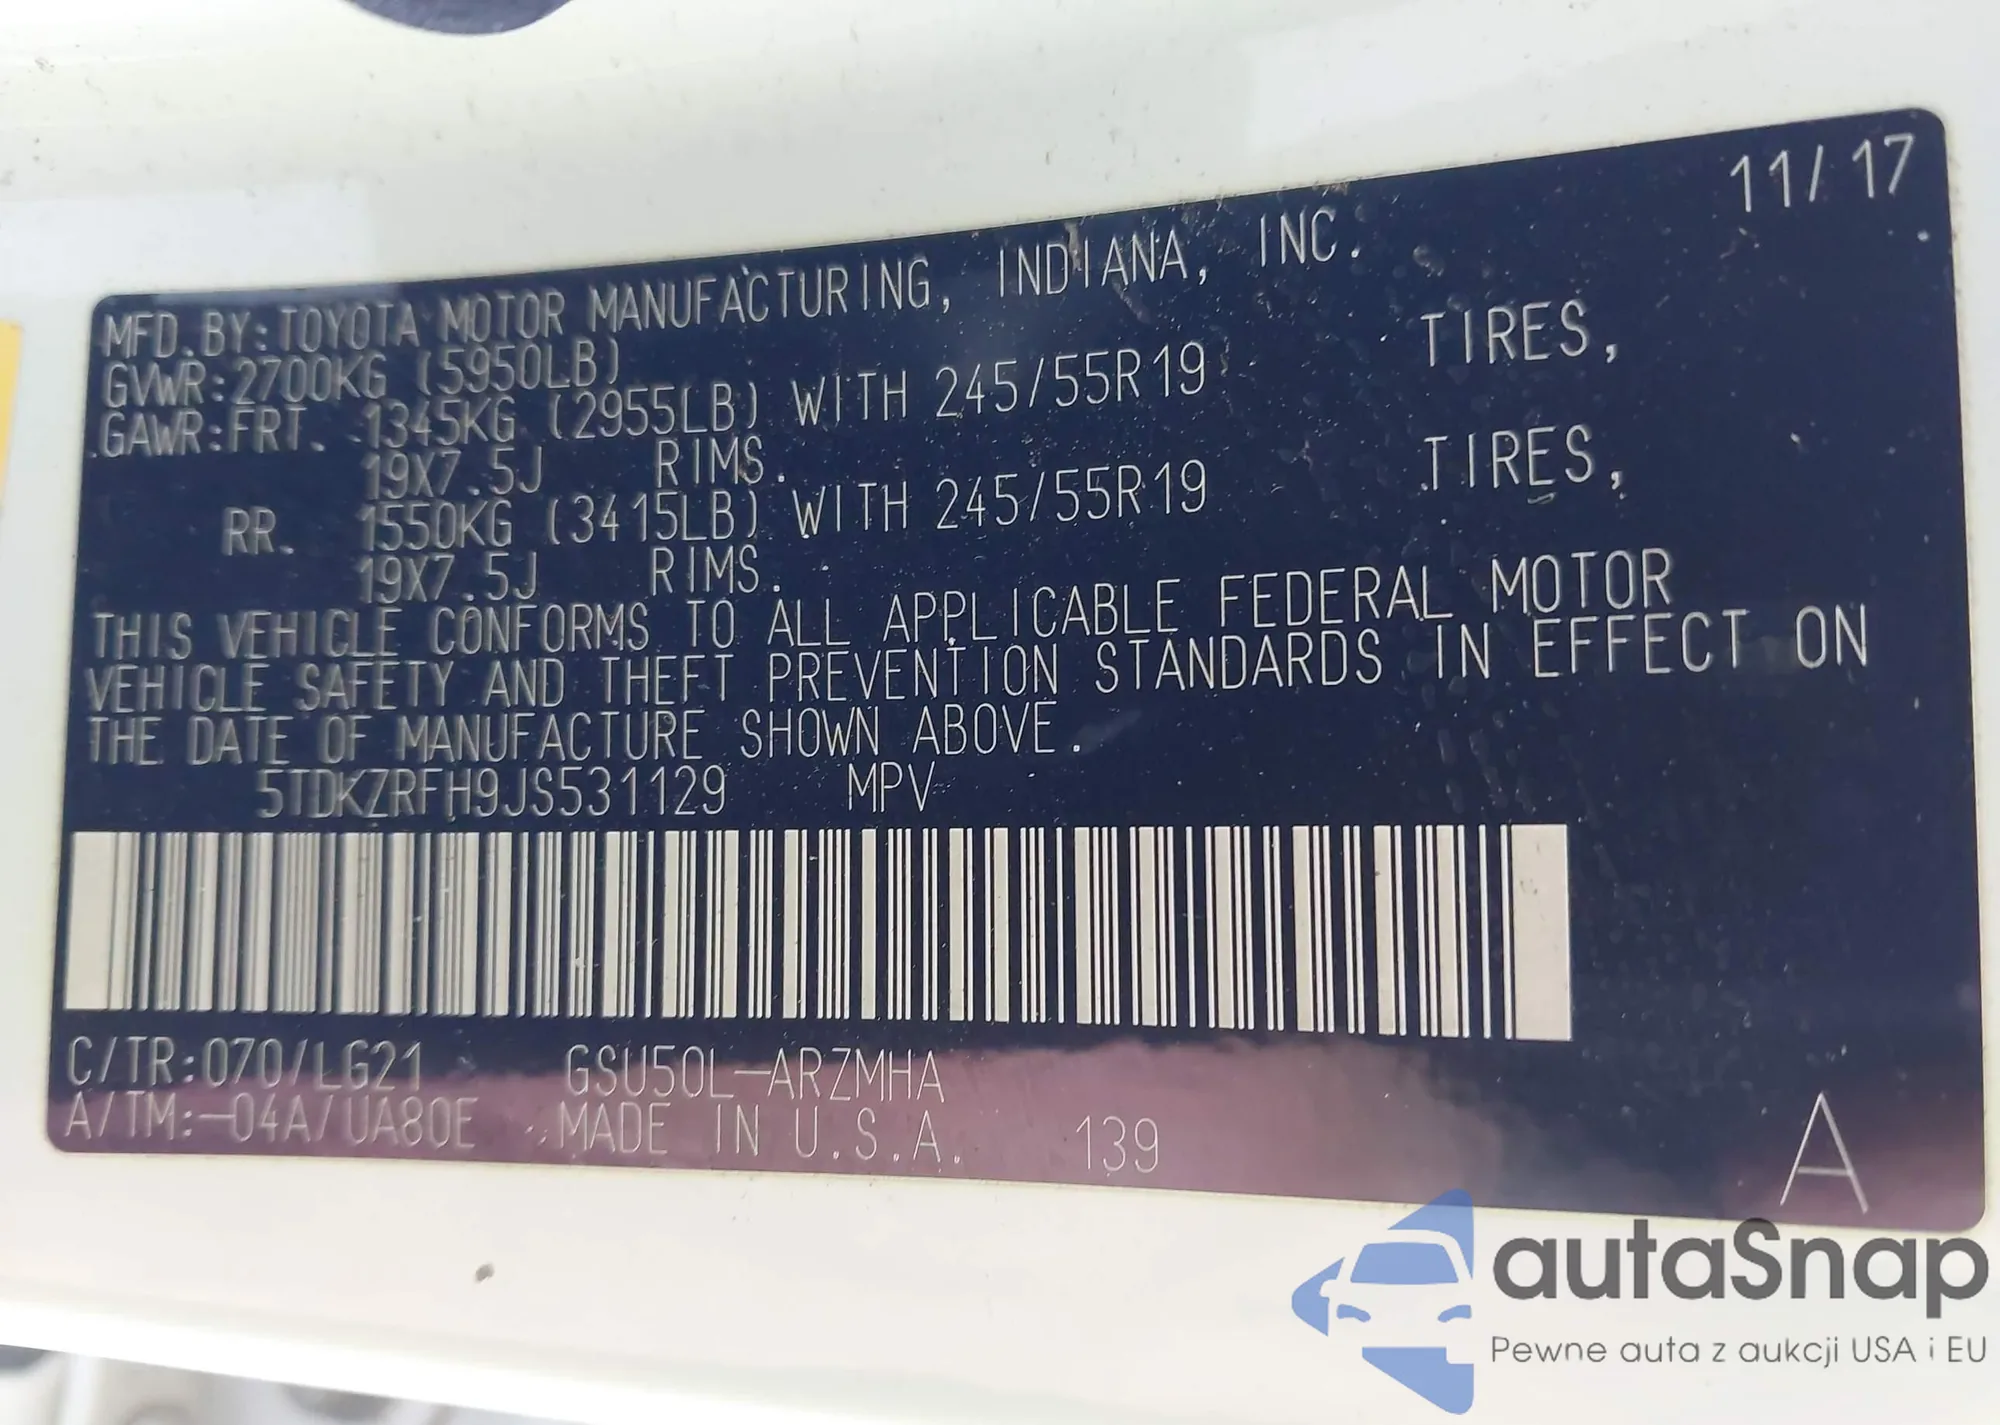 11/17
MFD.BY:TOYOTA MOTOR MANUFACTURING, INDIANA, INC.
GVWR:2700KG (5950LB)
GAWR:FRT. 1345KG (2955LB) WITH 245/55R19 TIRES,
19X7.5J RIMS.
RR. 1550KG (3415LB) WITH 245/55R19 TIRES,
19X7.5J RIMS.
THIS VEHICLE CONFORMS TO ALL APPLICABLE FEDERAL MOTOR
VEHICLE SAFETY AND THEFT PREVENTION STANDARDS IN EFFECT ON
THE DATE OF MANUFACTURE SHOWN ABOVE.
5TDKZRFH9JS531129 MPV
C/TR:070/LG21 GSU50L-ARZMHA
A/TM:-04A/UA80E MADE IN U.S.A. 139
A
autaSnap
Pewne auta z aukcji USA i EU